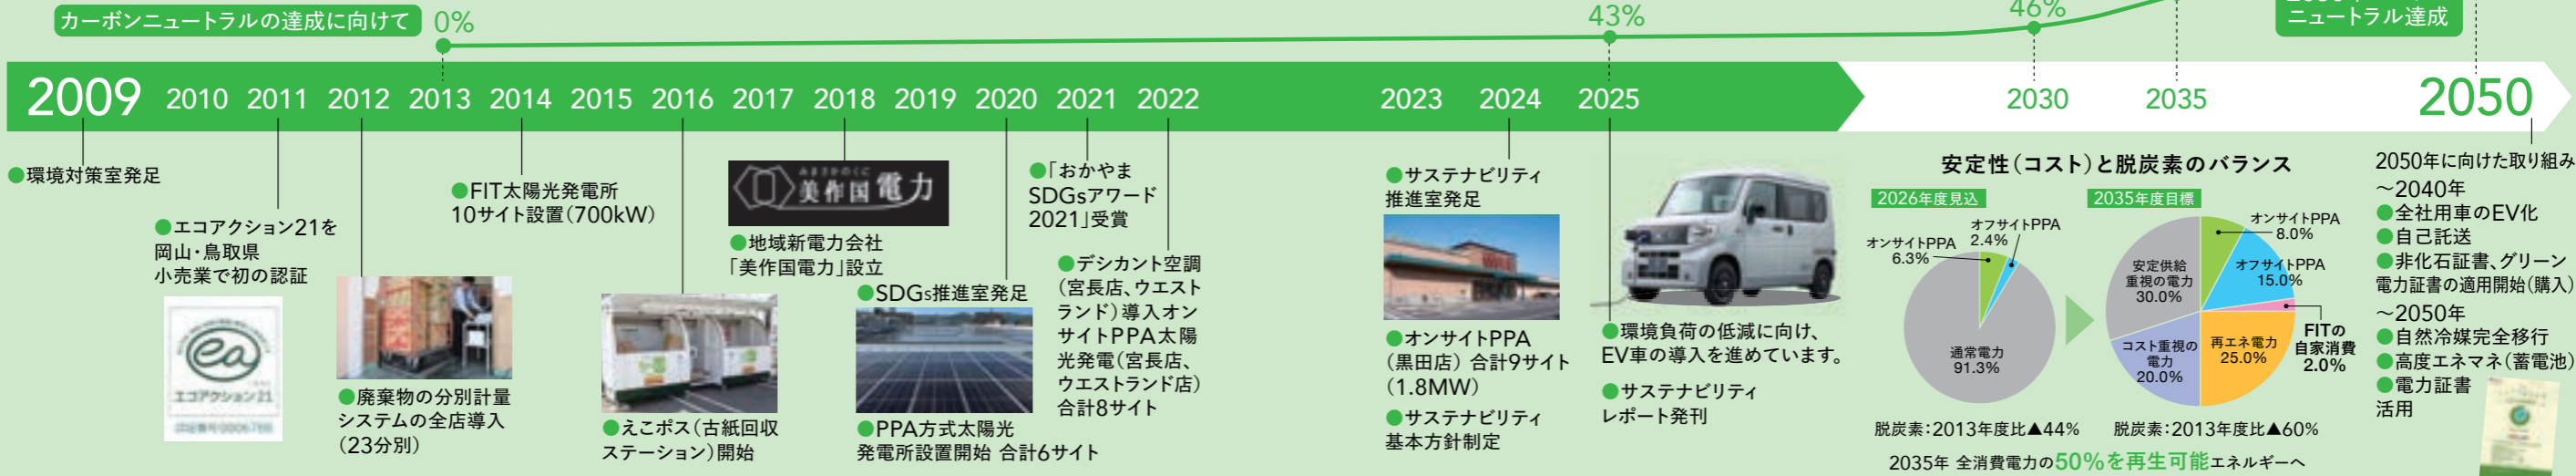 カーボンニュートラルの達成に向けて
0%
43%
46%
ニュートラル達成
2009 2010 2011 2012 2013 2014 2015 2016 2017 2018 2019 2020 2021 2022 2023 2024 2025 2030 2035 2050
●環境対策室発足
●エコアクション21を
岡山・鳥取県
小売業で初の認証
エコアクション21
●廃棄物の分別計量
システムの全店導入
(23分別)
●FIT太陽光発電所
10サイト設置(700kW)
●えこポス(古紙回収
ステーション)開始
みまさかのくに
美作国電力
●地域新電力会社
「美作国電力」設立
●SDGs推進室発足
●PPA方式太陽光
発電所設置開始 合計6サイト
●「おかやま
SDGsアワード
2021」受賞
●デシカント空調
(宮長店、ウエスト
ランド)導入オン
サイトPPA太陽
光発電(宮長店、
ウエストランド店)
合計8サイト
●サステナビリティ
推進室発足
●オンサイトPPA
(黒田店) 合計9サイト
(1.8MW)
●サステナビリティ
基本方針制定
●環境負荷の低減に向け、
EV車の導入を進めています。
●サステナビリティ
レポート発刊
安定性(コスト)と脱炭素のバランス
2026年度見込
オンサイトPPA
6.3%
オフサイトPPA
2.4%
通常電力
91.3%
脱炭素:2013年度比▲44%
2035年度目標
オンサイトPPA
8.0%
オフサイトPPA
15.0%
FITの
自家消費
2.0%
再エネ電力
25.0%
コスト重視の
電力
20.0%
安定供給
重視の電力
30.0%
脱炭素:2013年度比▲60%
2035年 全消費電力の50%を再生可能エネルギーへ
2050年に向けた取り組み
~2040年
●全社用車のEV化
●自己託送
●非化石証書、グリーン
電力証書の適用開始(購入)
~2050年
●自然冷媒完全移行
●高度エネマネ(蓄電池)
●電力証書
活用